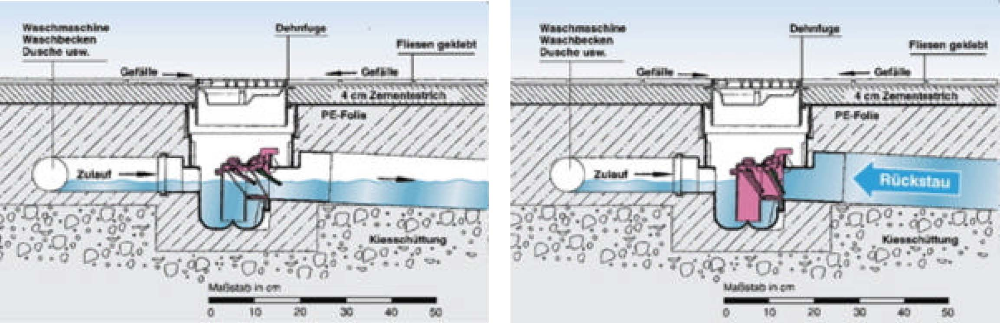 Waschmaschine
Waschbecken
Dusche usw.
Dehnfuge
Fliesen geklebt
Gefälle
Gefälle
4 cm Zementestrich
PE-Folie
Zulauf
Kiesschüttung
Maßstab in cm
0 10 20 30 40 50
Waschmaschine
Waschbecken
Dusche usw.
Dehnfuge
Fliesen geklebt
Gefälle
Gefälle
4 cm Zementestrich
PE-Folie
Zulauf
Rückstau
Kiesschüttung
Maßstab in cm
0 10 20 30 40 50